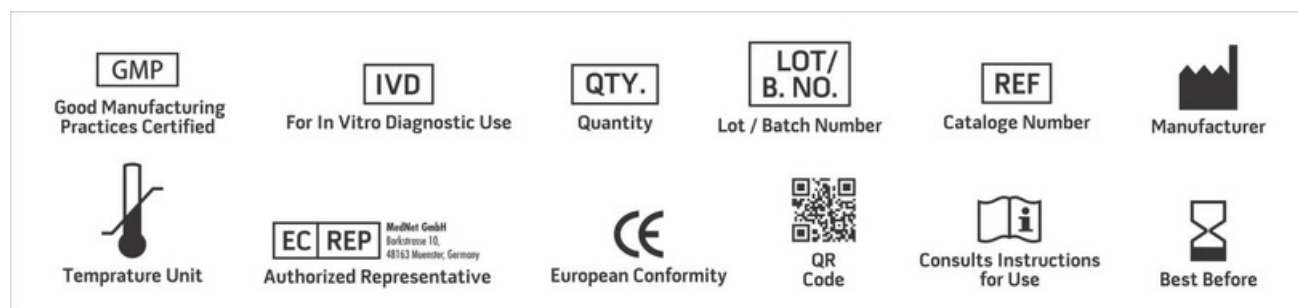 GMP
Good Manufacturing
Practices Certified
IVD
For In Vitro Diagnostic Use
QTY.
Quantity
LOT/
B. NO.
Lot / Batch Number
REF
Cataloge Number
Manufacturer
Temprature Unit
EC REP
MedNet GmbH
Borkstrasse 10,
48163 Muenster, Germany
Authorized Representative
CE
European Conformity
QR
Code
i
Consults Instructions
for Use
Best Before